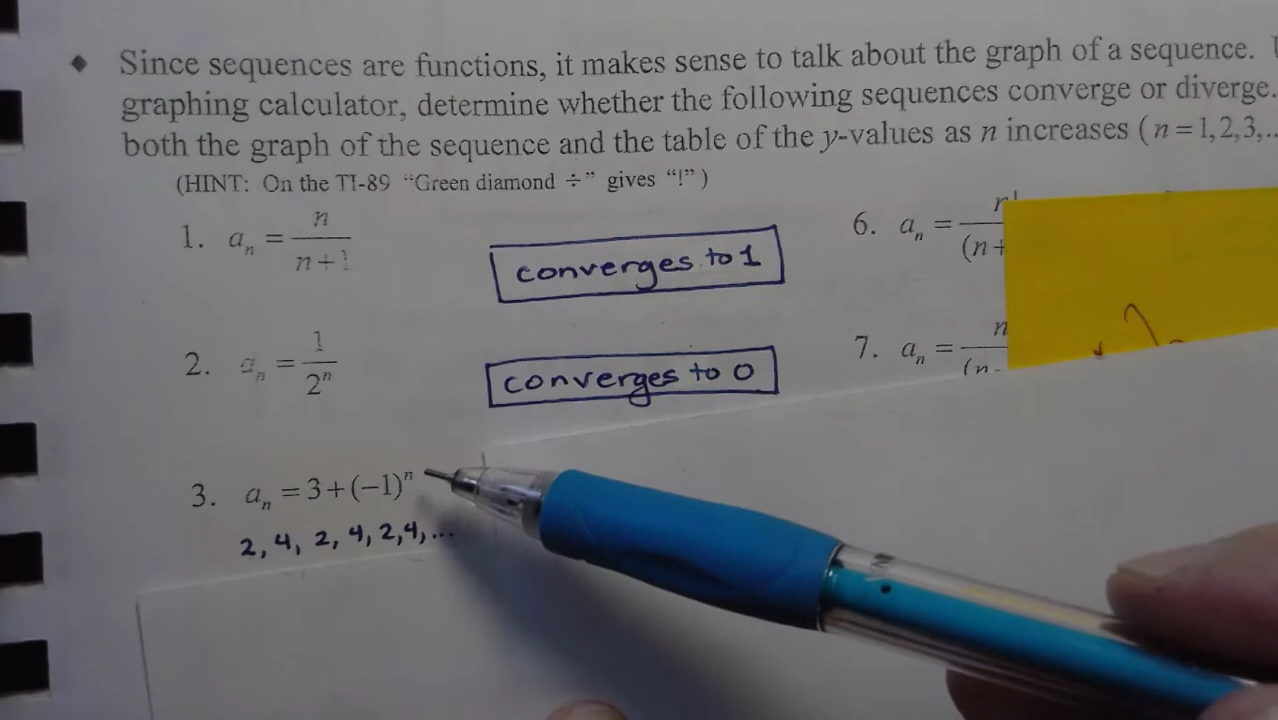 Since sequences are functions, it makes sense to talk about the graph of a sequence.
graphing calculator, determine whether the following sequences converge or diverge.
both the graph of the sequence and the table of the y-values as n increases (n = 1,2,3,..
(HINT: On the TI-89 “Green diamond ÷” gives “!”)
1. aₙ = n/(n+1)
converges to 1
2. aₙ = 1/2ⁿ
converges to 0
3. aₙ = 3+(−1)ⁿ
2, 4, 2, 4, 2, 4, ...
6. aₙ =
(n+
7. aₙ = n
(n